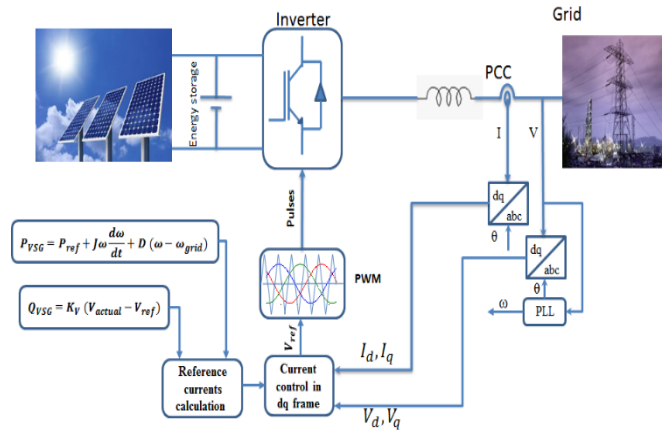 Inverter
Grid
Energy storage
PCC
I
V
dq
abc
θ
dq
abc
θ
ω
PLL
Pulses
P_VSG = P_ref + Jω dω/dt + D (ω − ω_grid)
PWM
Q_VSG = K_V (V_actual − V_ref)
V_ref
Reference
currents
calculation
Current
control in
dq frame
I_d, I_q
V_d, V_q